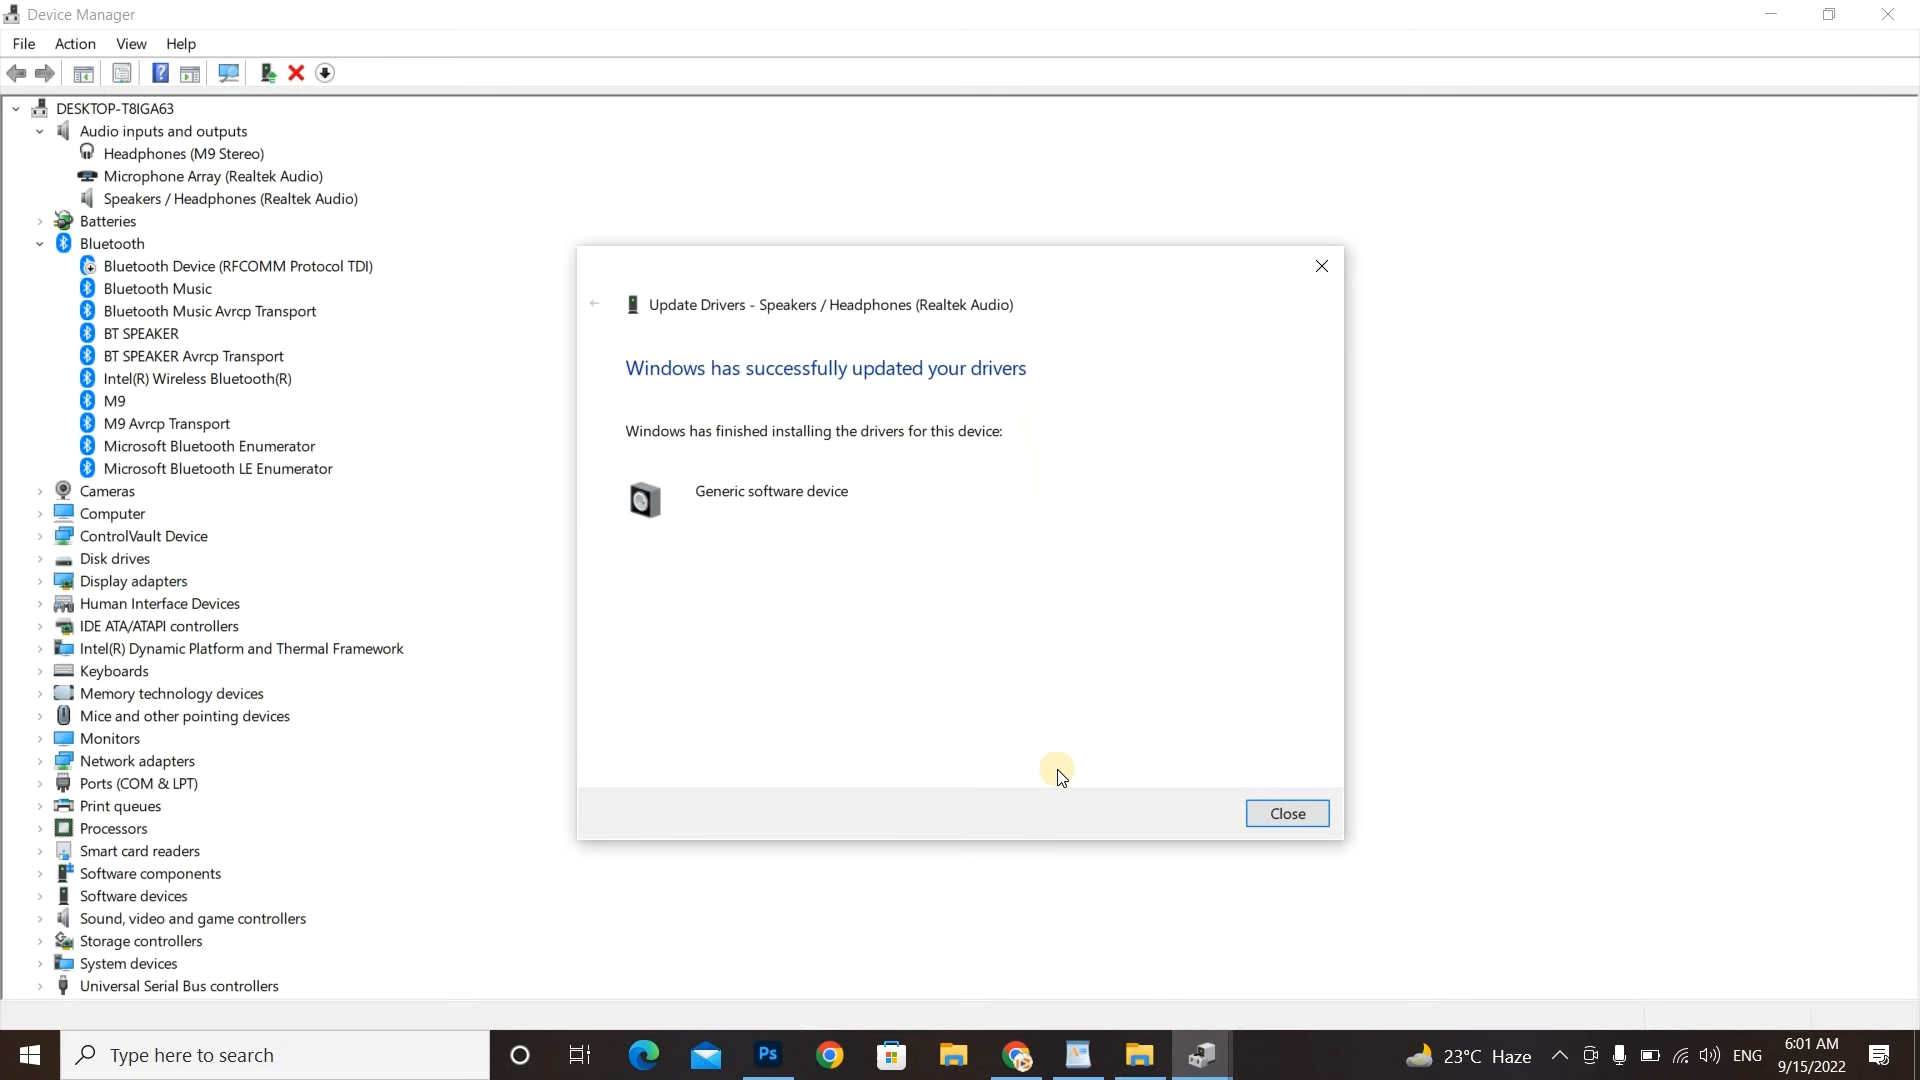 Device Manager
File Action View Help
DESKTOP-T8IGA63
Audio inputs and outputs
Headphones (M9 Stereo)
Microphone Array (Realtek Audio)
Speakers / Headphones (Realtek Audio)
Batteries
Bluetooth
Bluetooth Device (RFCOMM Protocol TDI)
Bluetooth Music
Bluetooth Music Avrcp Transport
BT SPEAKER
BT SPEAKER Avrcp Transport
Intel(R) Wireless Bluetooth(R)
M9
M9 Avrcp Transport
Microsoft Bluetooth Enumerator
Microsoft Bluetooth LE Enumerator
Cameras
Computer
ControlVault Device
Disk drives
Display adapters
Human Interface Devices
IDE ATA/ATAPI controllers
Intel(R) Dynamic Platform and Thermal Framework
Keyboards
Memory technology devices
Mice and other pointing devices
Monitors
Network adapters
Ports (COM & LPT)
Print queues
Processors
Smart card readers
Software components
Software devices
Sound, video and game controllers
Storage controllers
System devices
Universal Serial Bus controllers
Update Drivers - Speakers / Headphones (Realtek Audio)
Windows has successfully updated your drivers
Windows has finished installing the drivers for this device:
Generic software device
Close
Type here to search
Ps
23°C Haze
ENG
6:01 AM
9/15/2022